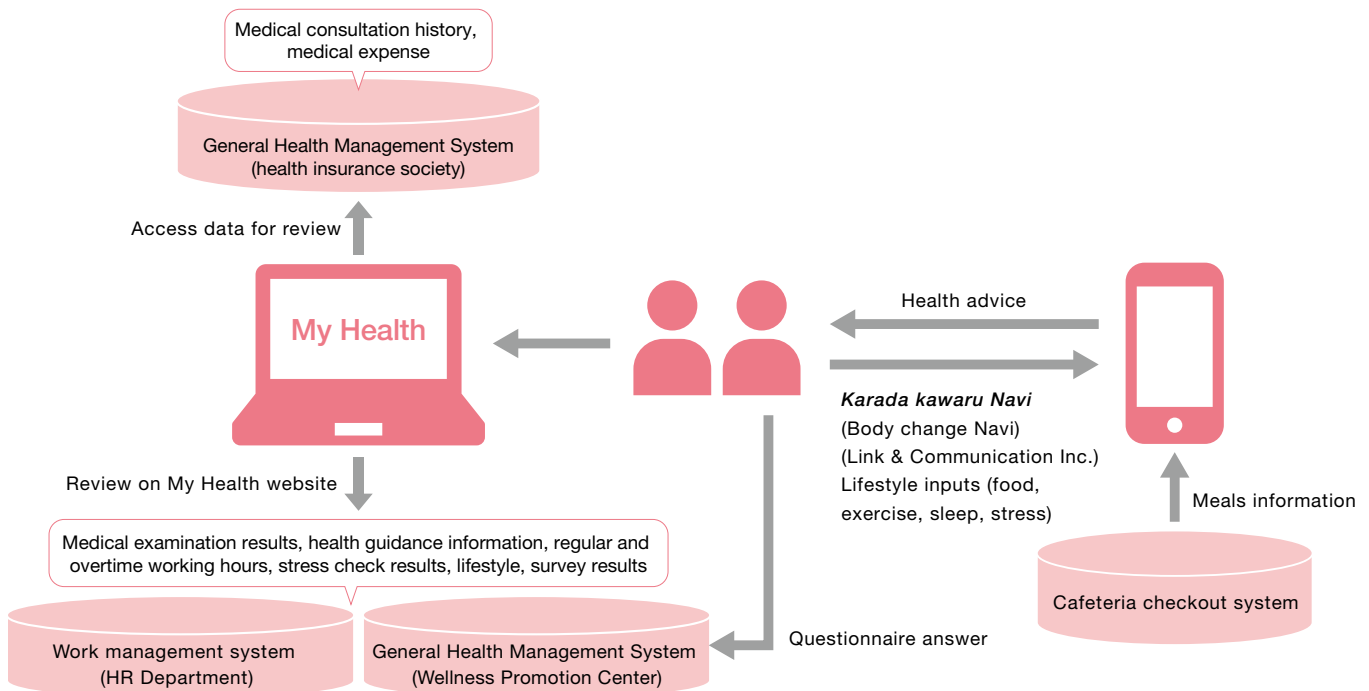 Medical consultation history,
medical expense
General Health Management System
(health insurance society)
Access data for review
My Health
Health advice
Karada kawaru Navi
(Body change Navi)
(Link & Communication Inc.)
Lifestyle inputs (food,
exercise, sleep, stress)
Review on My Health website
Meals information
Medical examination results, health guidance information, regular and
overtime working hours, stress check results, lifestyle, survey results
Cafeteria checkout system
Work management system
(HR Department)
General Health Management System
(Wellness Promotion Center)
Questionnaire answer